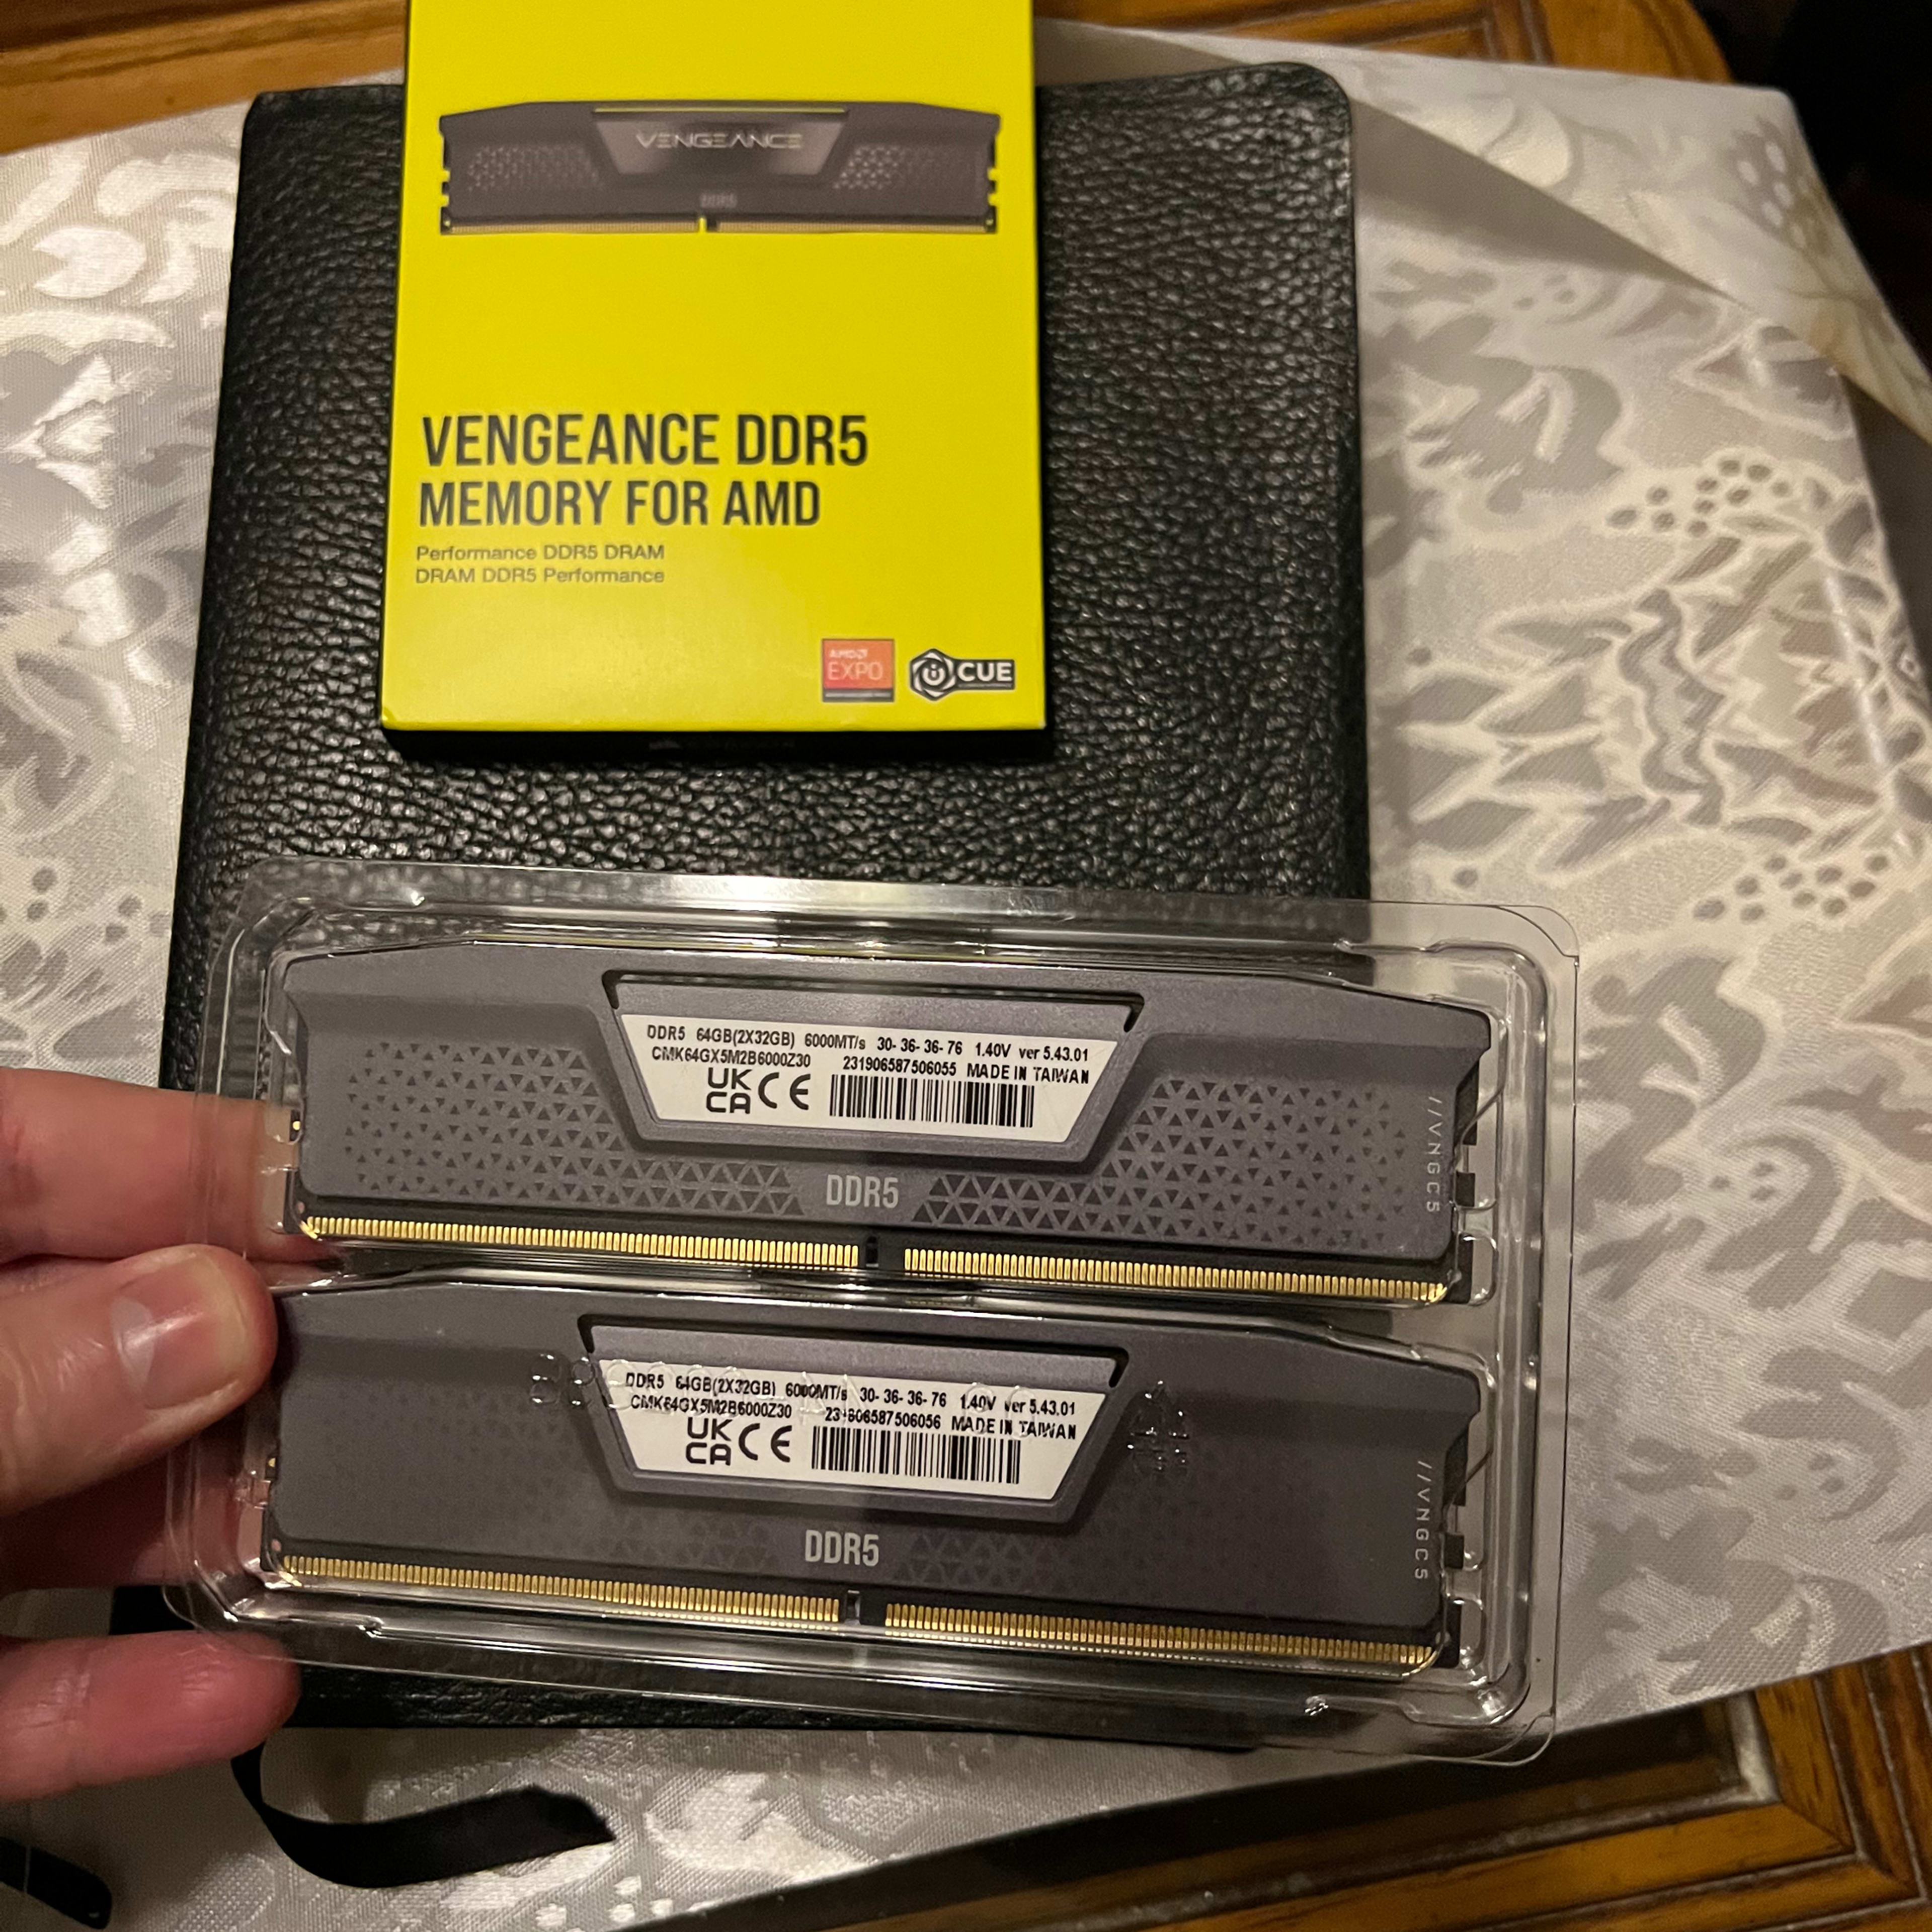 VENGEANCE
DDR5
VENGEANCE DDR5
MEMORY FOR AMD
Performance DDR5 DRAM
DRAM DDR5 Performance
AMD
EXPO
iCUE
DDR5 64GB(2X32GB) 6000MT/s 30-36-36-76 1.40V ver 5.43.01
CMK64GX5M2B6000Z30 231906587506055 MADE IN TAIWAN
UK
CA CE
DDR5
//VNGC5
DDR5 64GB(2X32GB) 6000MT/s 30-36-36-76 1.40V ver 5.43.01
CMK64GX5M2B6000Z30 231906587506056 MADE IN TAIWAN
UK
CA CE
DDR5
//VNGC5